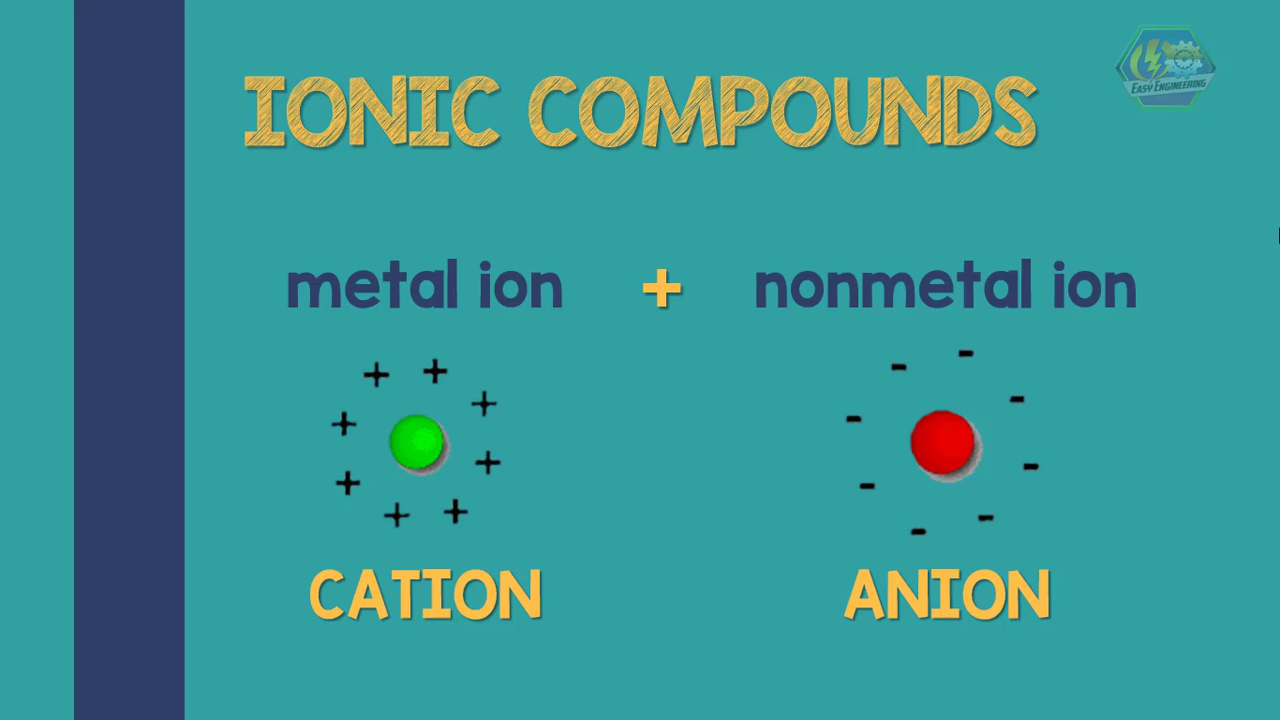 IONIC COMPOUNDS
EASY ENGINEERING
metal ion + nonmetal ion
CATION
ANION